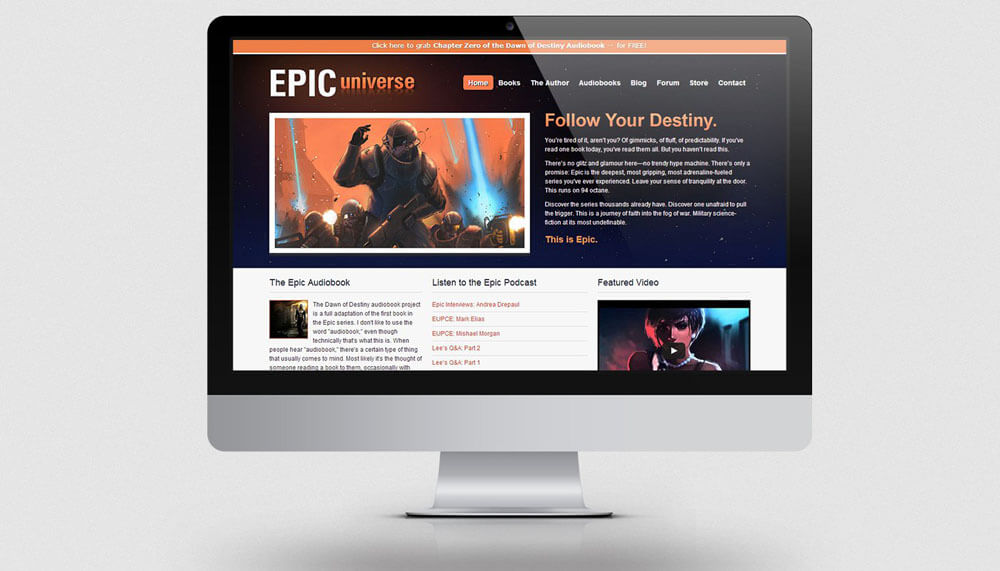 Click here to grab Chapter Zero of the Dawn of Destiny Audiobook -- for FREE!
EPIC universe
Home Books The Author Audiobooks Blog Forum Store Contact
Follow Your Destiny.
You're tired of it, aren't you? Of gimmicks, of fluff, of predictability. If you've
read one book today, you've read them all. But you haven't read this.
There's no glitz and glamour here—no trendy hype machine. There's only a
promise: Epic is the deepest, most gripping, most adrenaline-fueled
series you've ever experienced. Leave your sense of tranquility at the door.
This runs on 94 octane.
Discover the series thousands already have. Discover one unafraid to pull
the trigger. This is a journey of faith into the fog of war. Military science-
fiction at its most undefinable.
This is Epic.
The Epic Audiobook
The Dawn of Destiny audiobook project
is a full adaptation of the first book in
the Epic series. I don't like to use the
word "audiobook," even though
technically that's what this is. When
people hear "audiobook," there's a certain type of thing
that usually comes to mind. Most likely it's the thought of
someone reading a book to them, occasionally with
Listen to the Epic Podcast
Epic Interviews: Andrea Drepaul
EUPCE: Mark Elias
EUPCE: Mishael Morgan
Lee's Q&A: Part 2
Lee's Q&A: Part 1
Featured Video